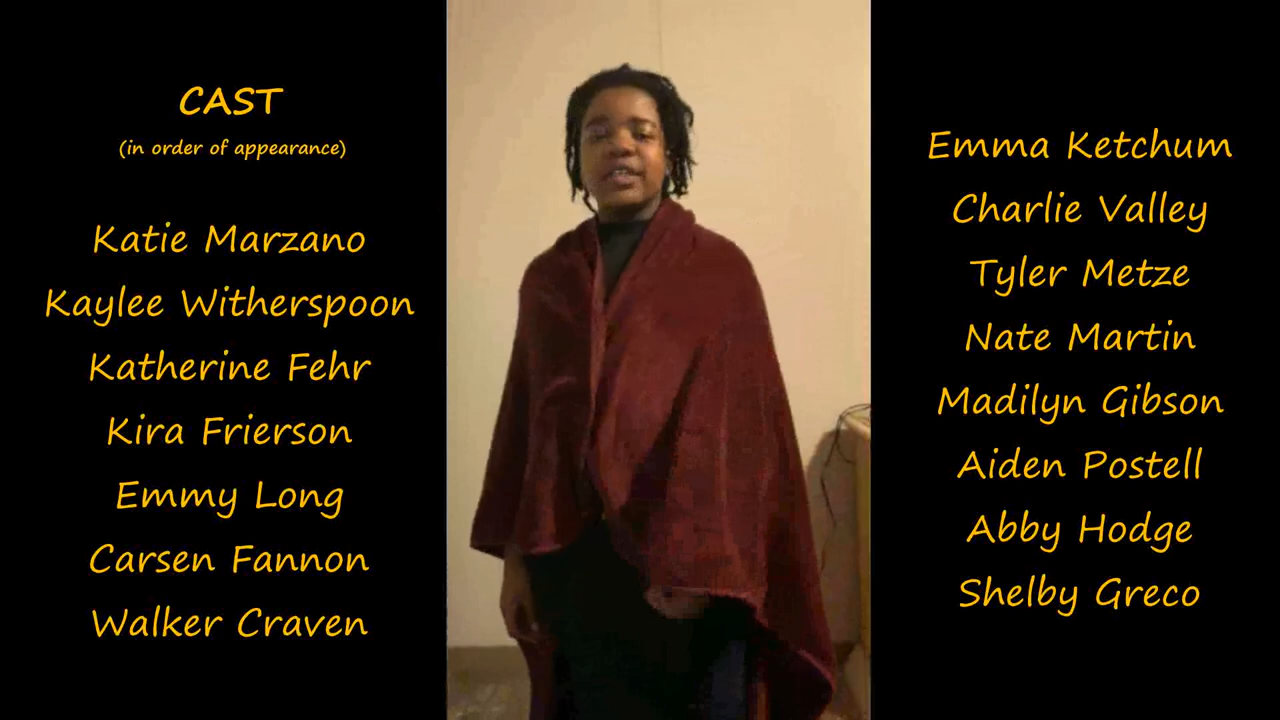 CAST
(in order of appearance)
Katie Marzano
Kaylee Witherspoon
Katherine Fehr
Kira Frierson
Emmy Long
Carsen Fannon
Walker Craven
Emma Ketchum
Charlie Valley
Tyler Metze
Nate Martin
Madilyn Gibson
Aiden Postell
Abby Hodge
Shelby Greco